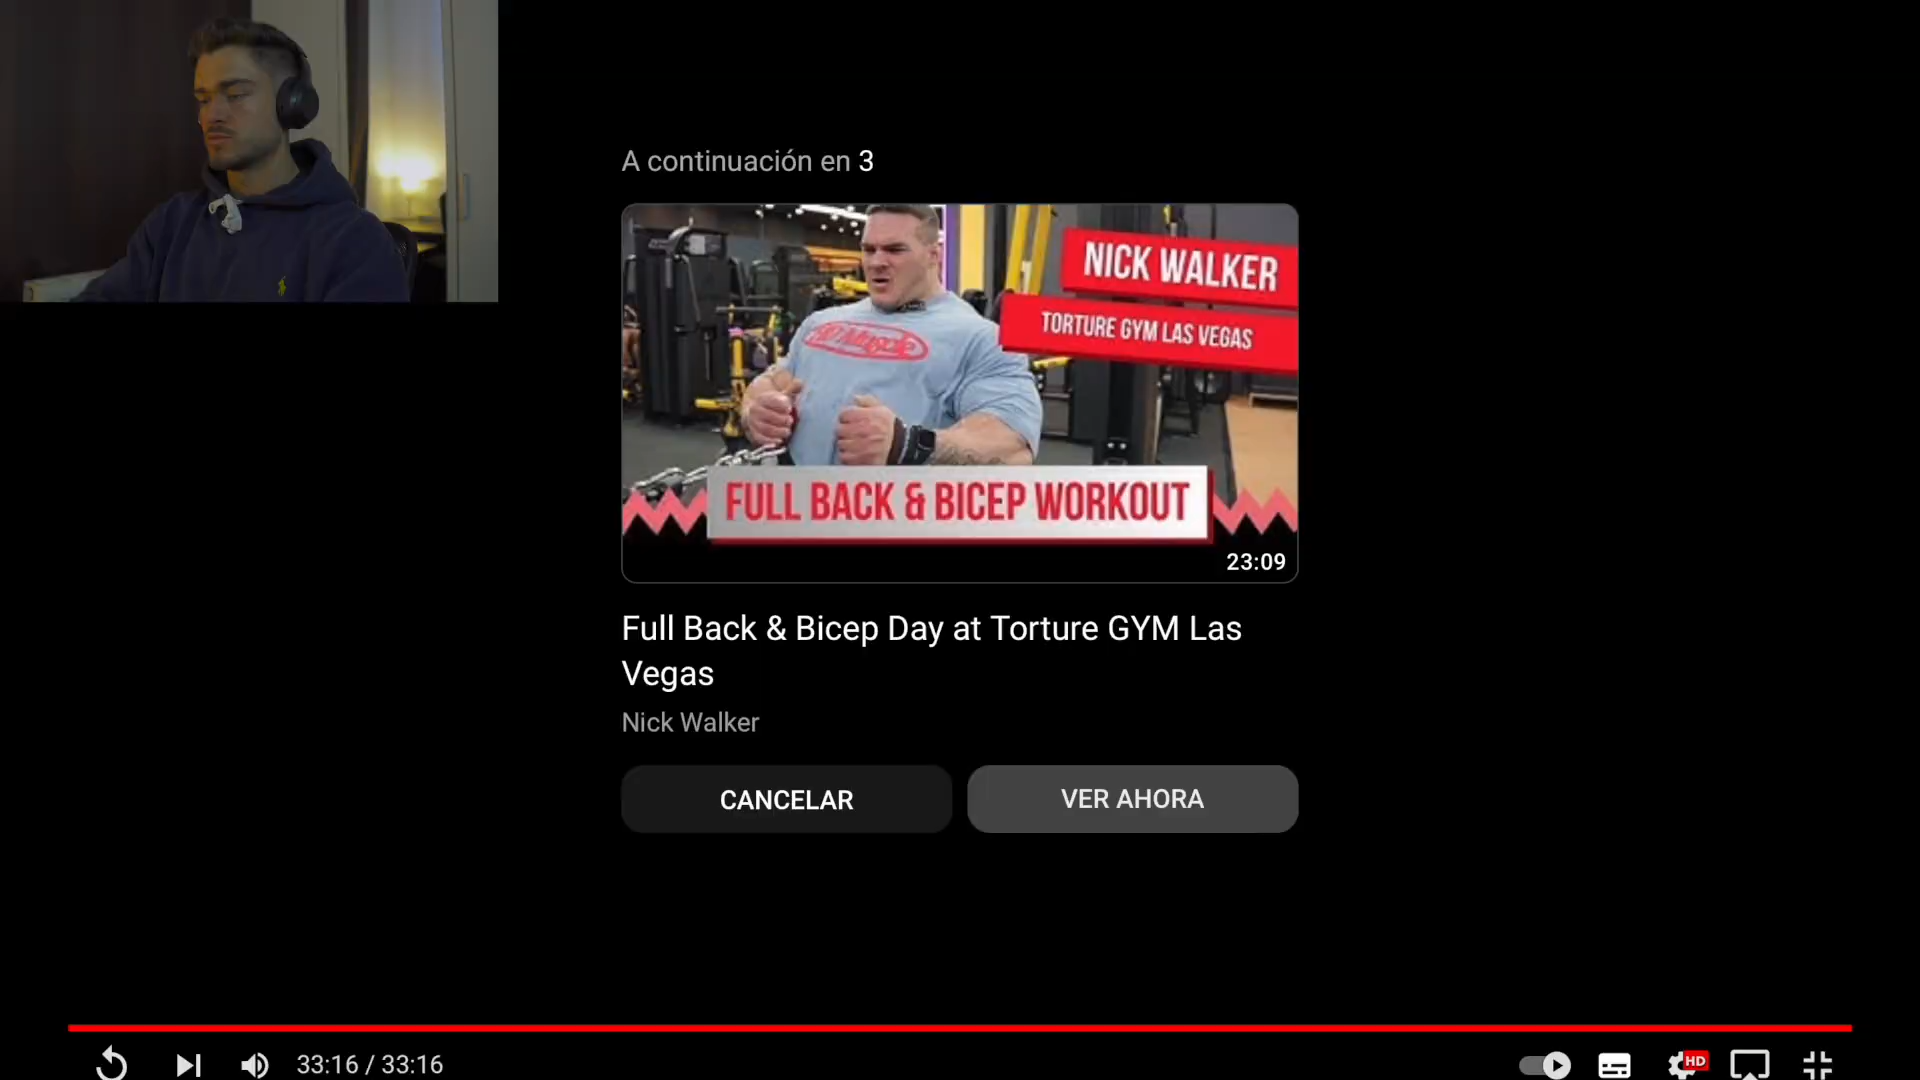 A continuación en 3
NICK WALKER
TORTURE GYM LAS VEGAS
FULL BACK & BICEP WORKOUT
23:09
Full Back & Bicep Day at Torture GYM Las
Vegas
Nick Walker
CANCELAR
VER AHORA
33:16 / 33:16
HD